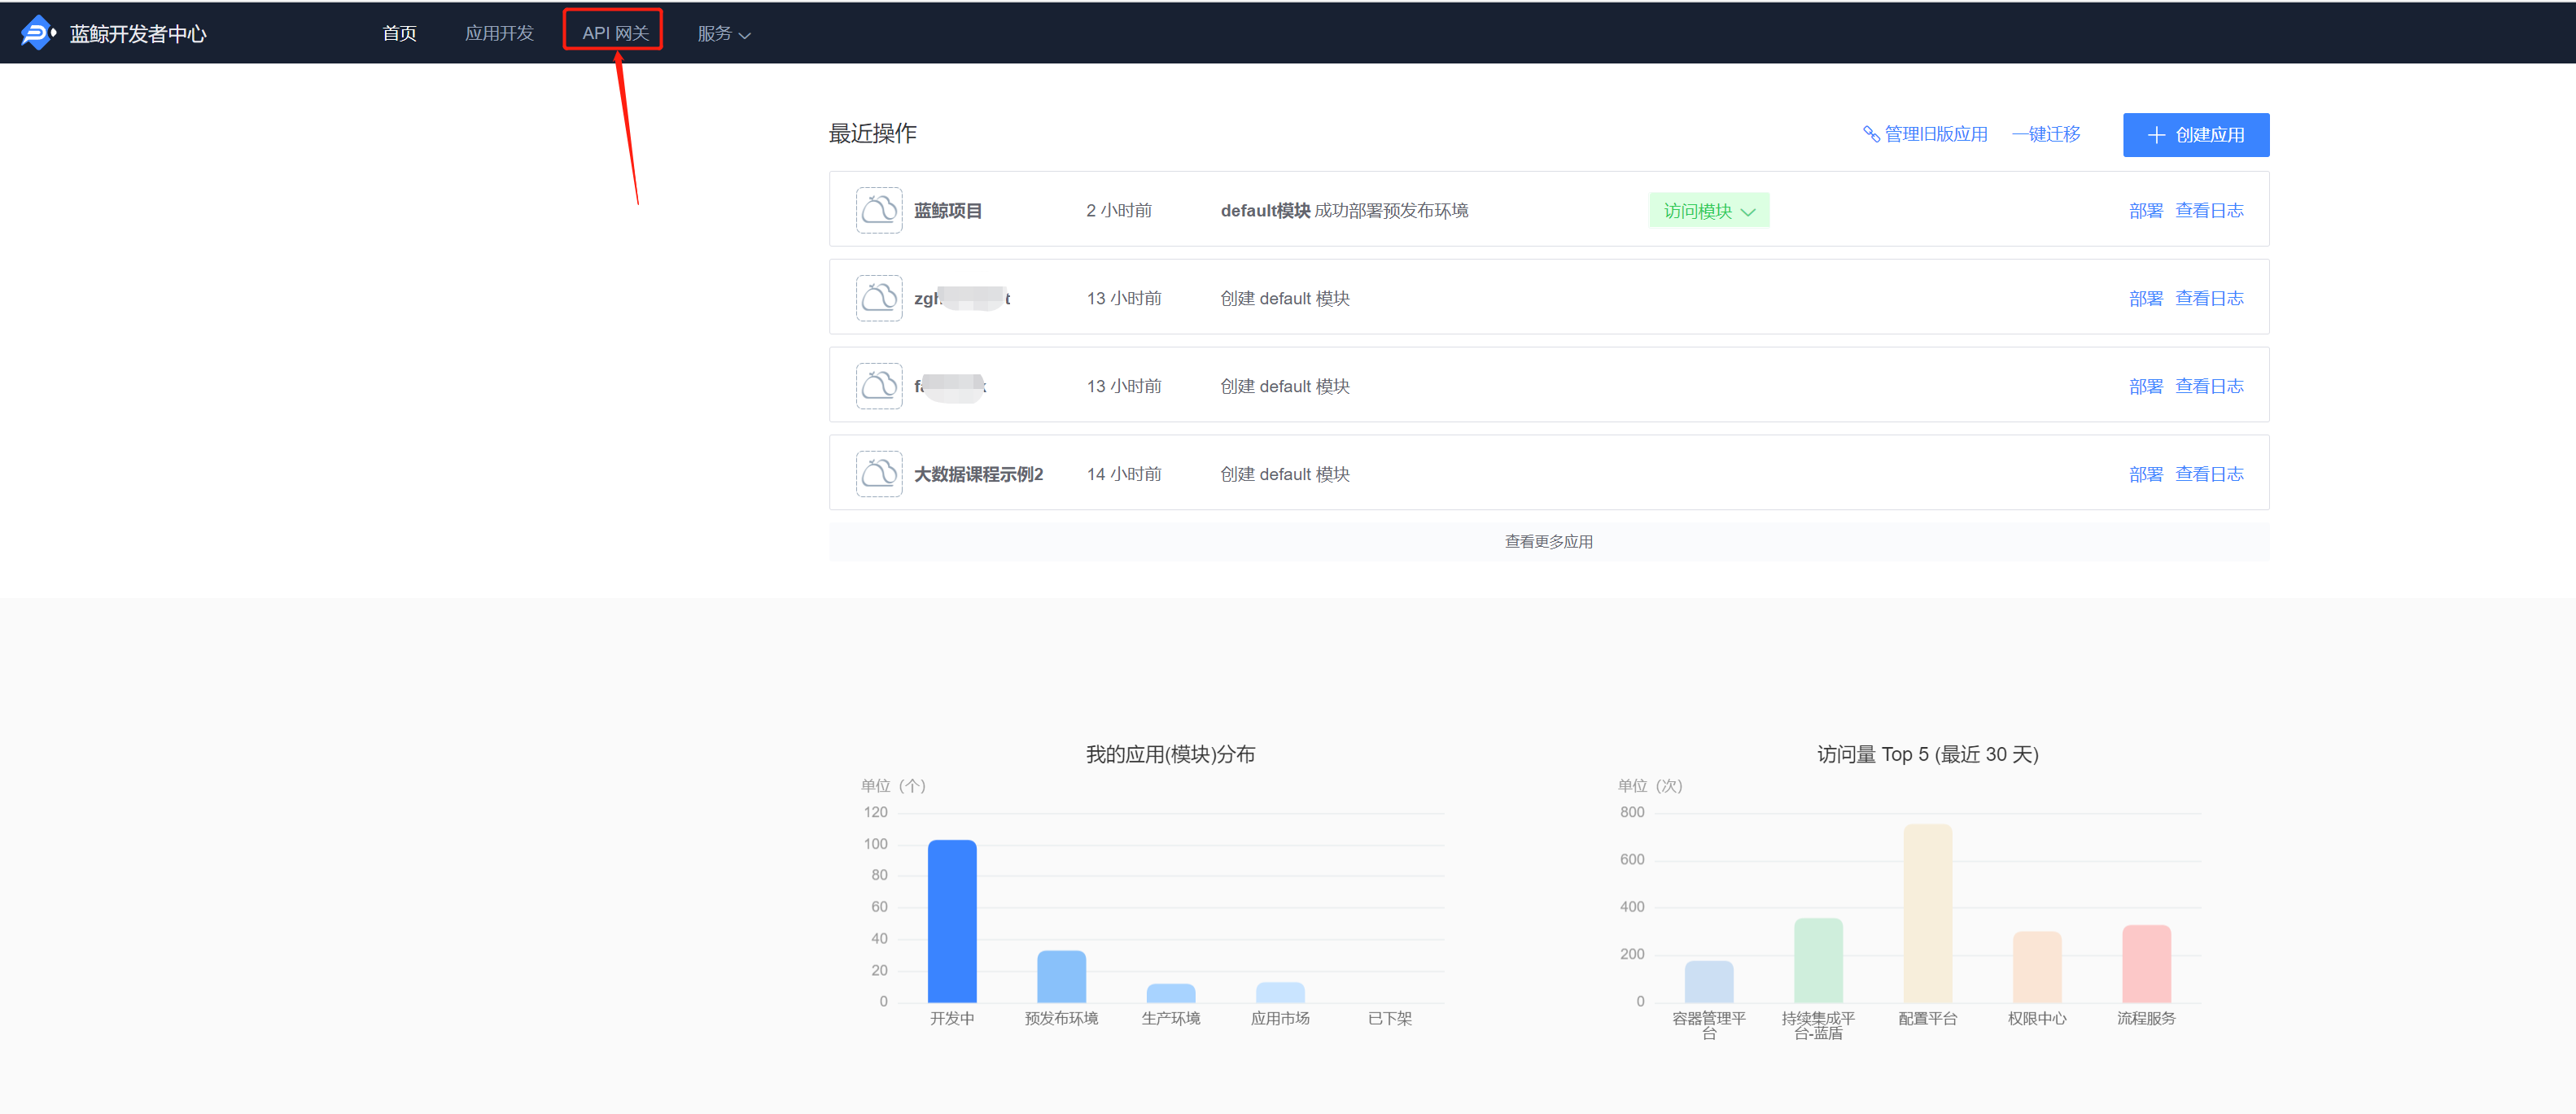 蓝鲸开发者中心
首页
应用开发
API 网关
服务
最近操作
管理旧版应用
一键迁移
创建应用
蓝鲸项目
2 小时前
default模块 成功部署预发布环境
访问模块
部署
查看日志
13 小时前
创建 default 模块
部署
查看日志
13 小时前
创建 default 模块
部署
查看日志
大数据课程示例2
14 小时前
创建 default 模块
部署
查看日志
查看更多应用
我的应用(模块)分布
单位（个）
120
100
80
60
40
20
0
开发中
预发布环境
生产环境
应用市场
已下架
访问量 Top 5 (最近 30 天)
单位（次）
800
600
400
200
0
容器管理平
台
持续集成平
台-蓝盾
配置平台
权限中心
流程服务